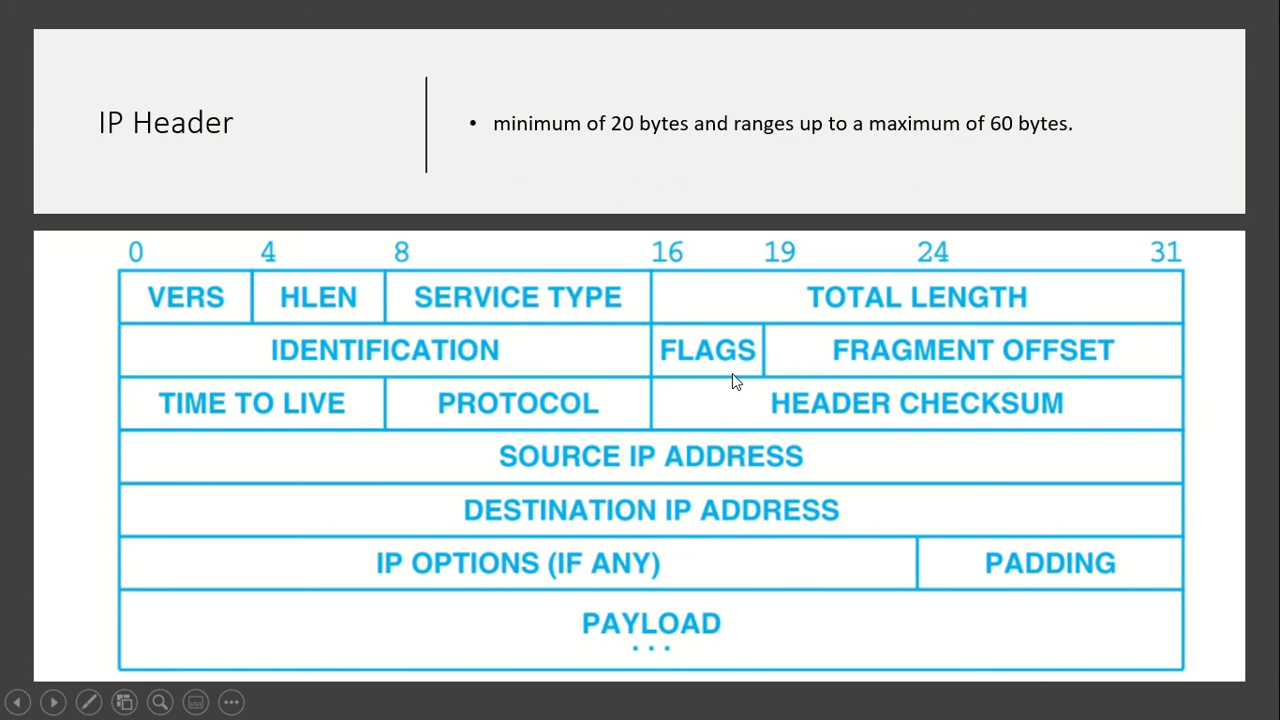 IP Header
• minimum of 20 bytes and ranges up to a maximum of 60 bytes.
0 4 8 16 19 24 31
VERS HLEN SERVICE TYPE TOTAL LENGTH
IDENTIFICATION FLAGS FRAGMENT OFFSET
TIME TO LIVE PROTOCOL HEADER CHECKSUM
SOURCE IP ADDRESS
DESTINATION IP ADDRESS
IP OPTIONS (IF ANY) PADDING
PAYLOAD
...